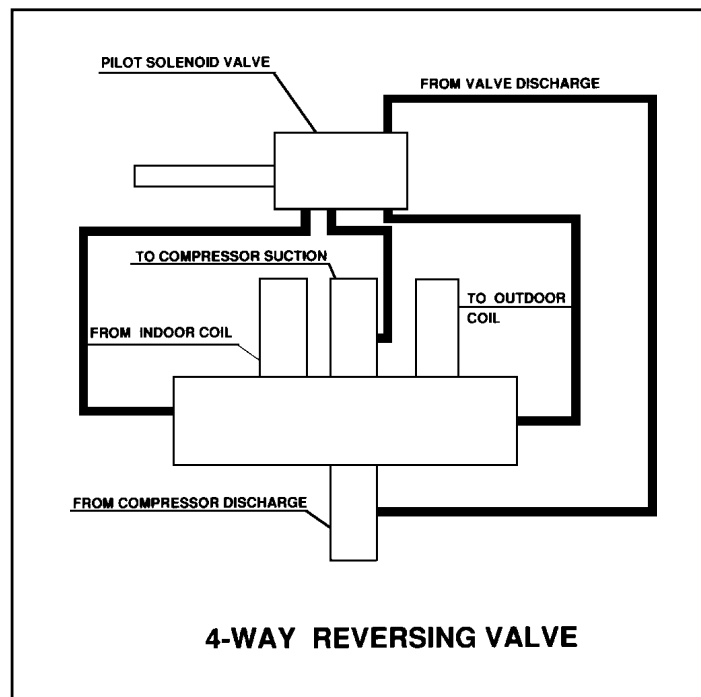 PILOT SOLENOID VALVE
FROM VALVE DISCHARGE
TO COMPRESSOR SUCTION
TO OUTDOOR
COIL
FROM INDOOR COIL
FROM COMPRESSOR DISCHARGE
4-WAY REVERSING VALVE